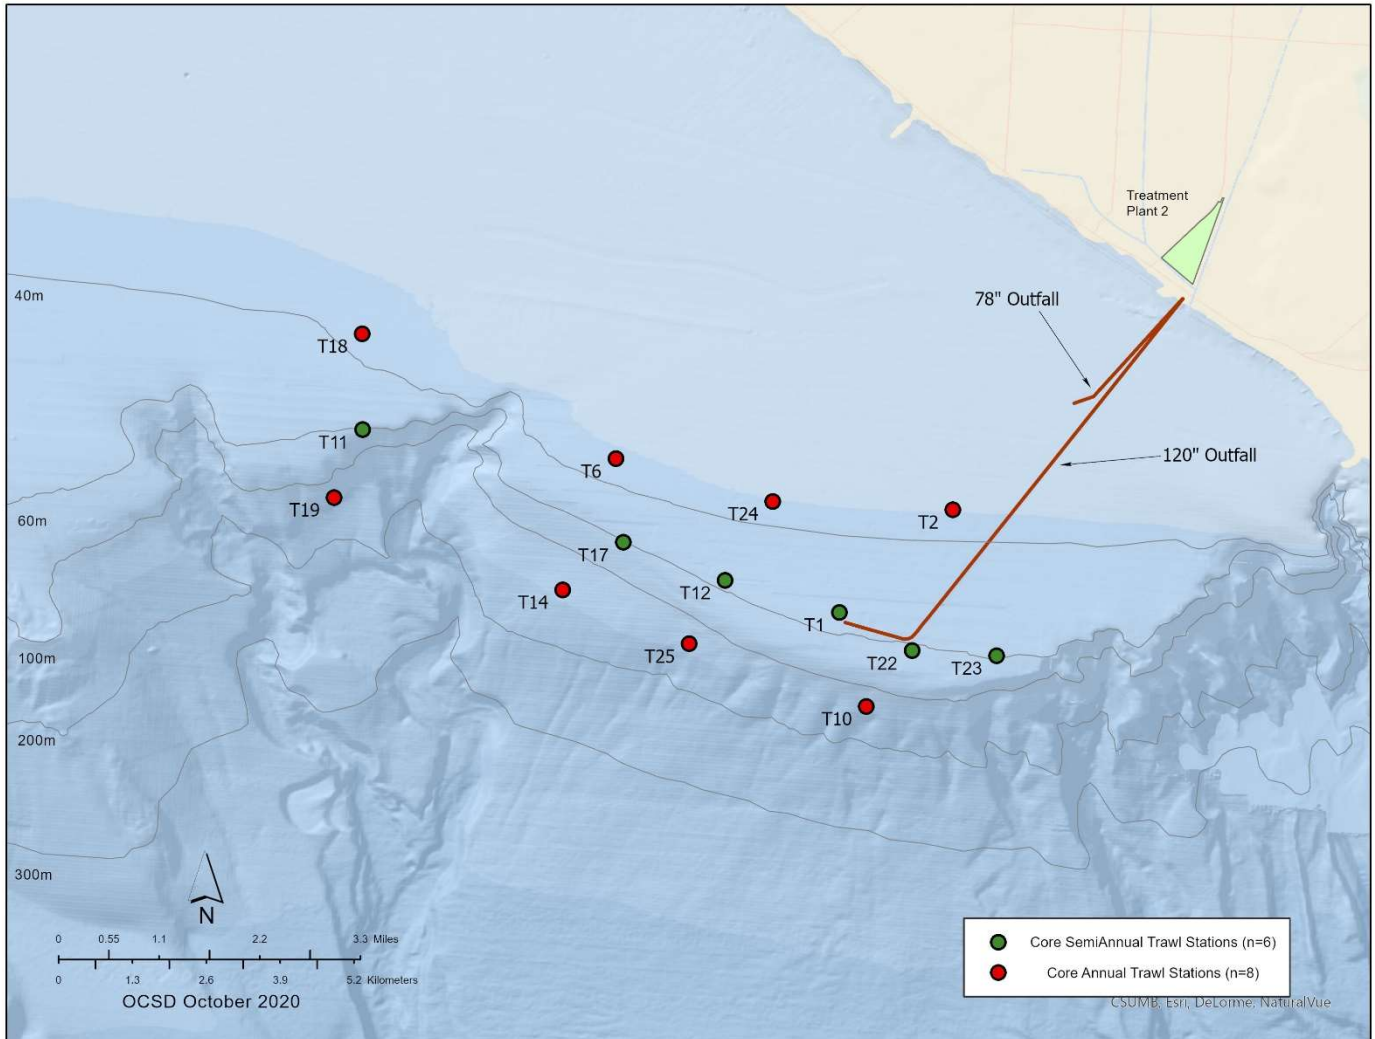 Treatment
Plant 2
78" Outfall
40m
T18
T11
120" Outfall
T6
T19
T24
T2
60m
T17
T12
T14
T1
T25
T22
T23
100m
T10
200m
300m
N
0 0.55 1.1 2.2 3.3 Miles
0 1.3 2.6 3.9 5.2 Kilometers
OCSD October 2020
Core SemiAnnual Trawl Stations (n=6)
Core Annual Trawl Stations (n=8)
CSUMB, Esri, DeLorme, NaturalVue